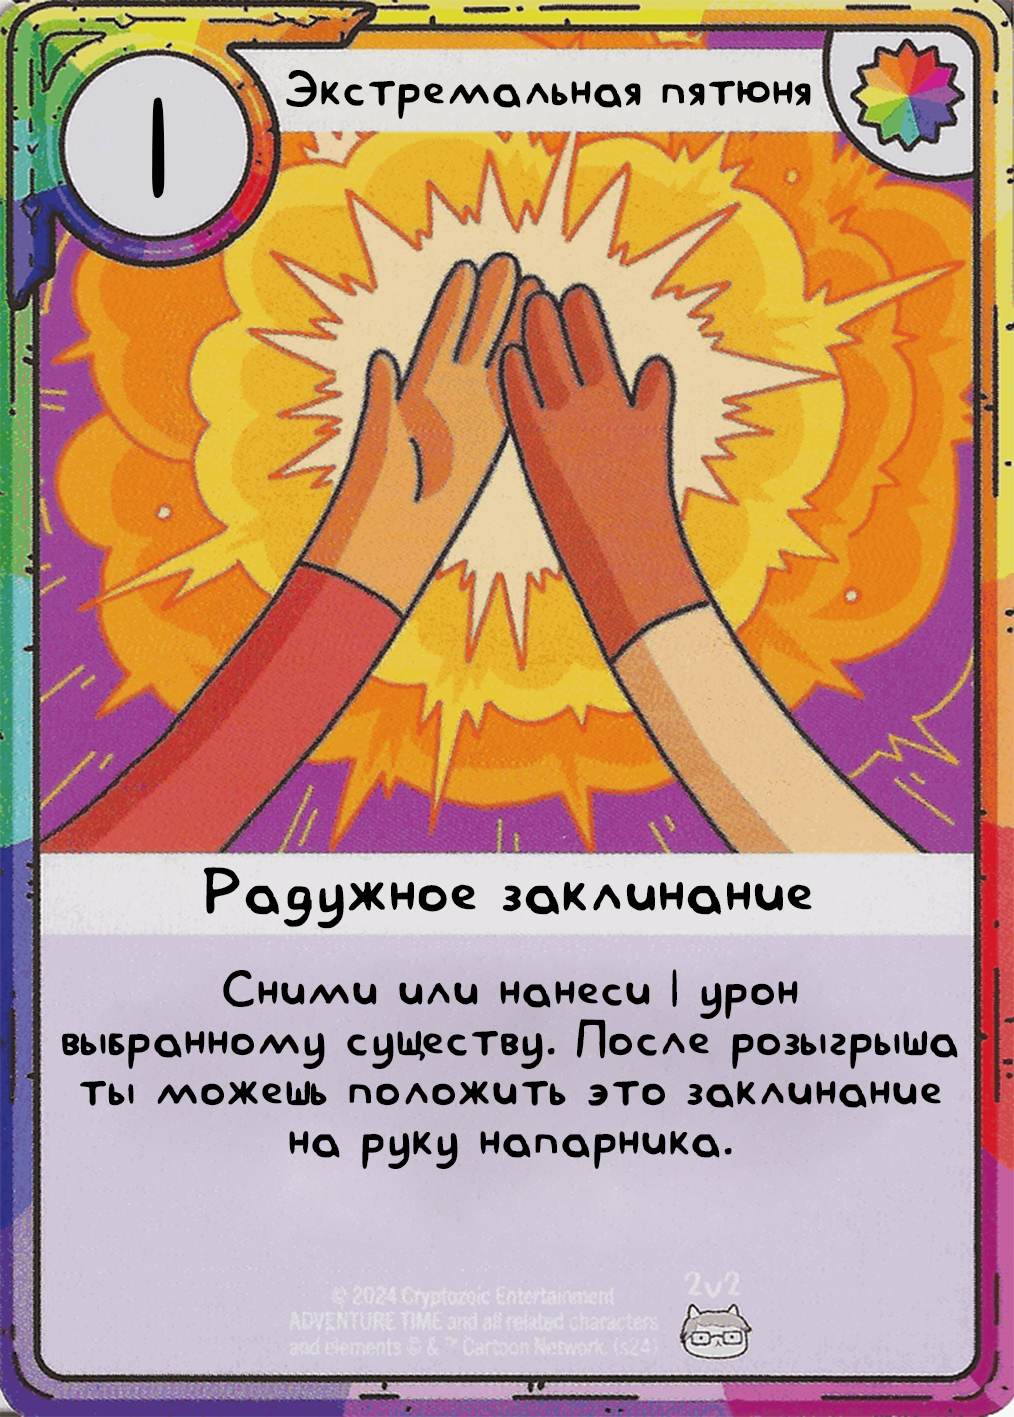 1
Экстремальная пятюня
Радужное заклинание
Сними или нанеси 1 урон
выбранному существу. После розыгрыша
ты можешь положить это заклинание
на руку напарника.
2v2
© 2024 Cryptozoic Entertainment
ADVENTURE TIME and all related characters
and elements © & ™ Cartoon Network. (s24)